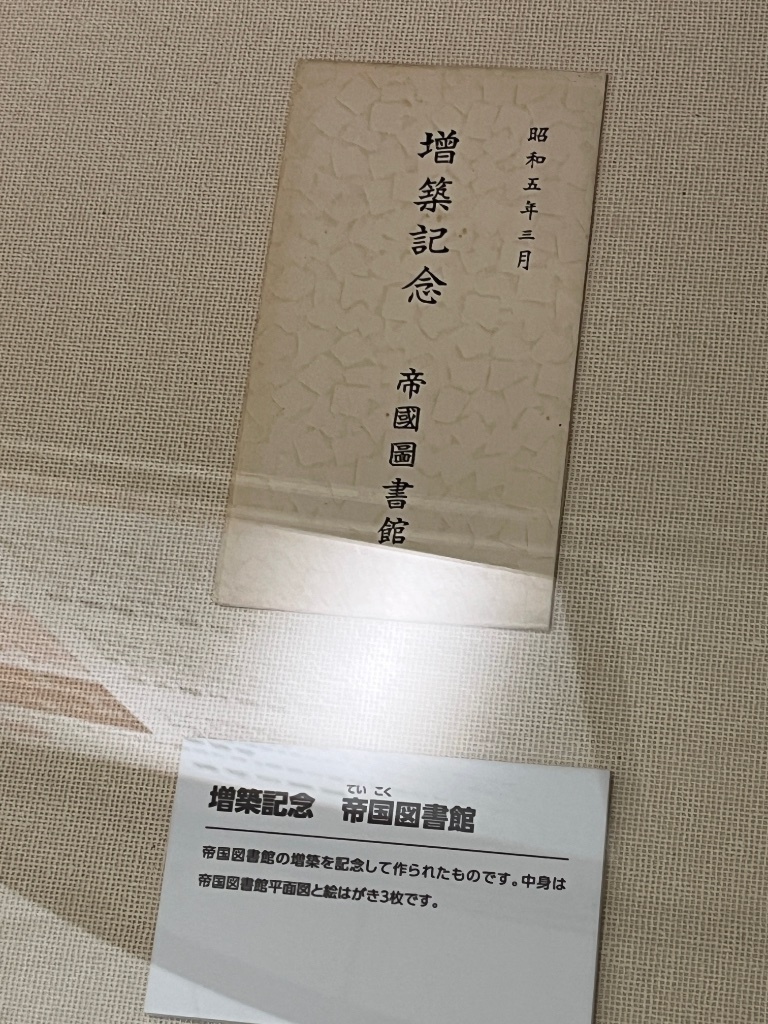 昭和五年三月
增築記念
帝國圖書館
増築記念　帝国図書館
てい こく
帝国図書館の増築を記念して作られたものです。中身は
帝国図書館平面図と絵はがき3枚です。